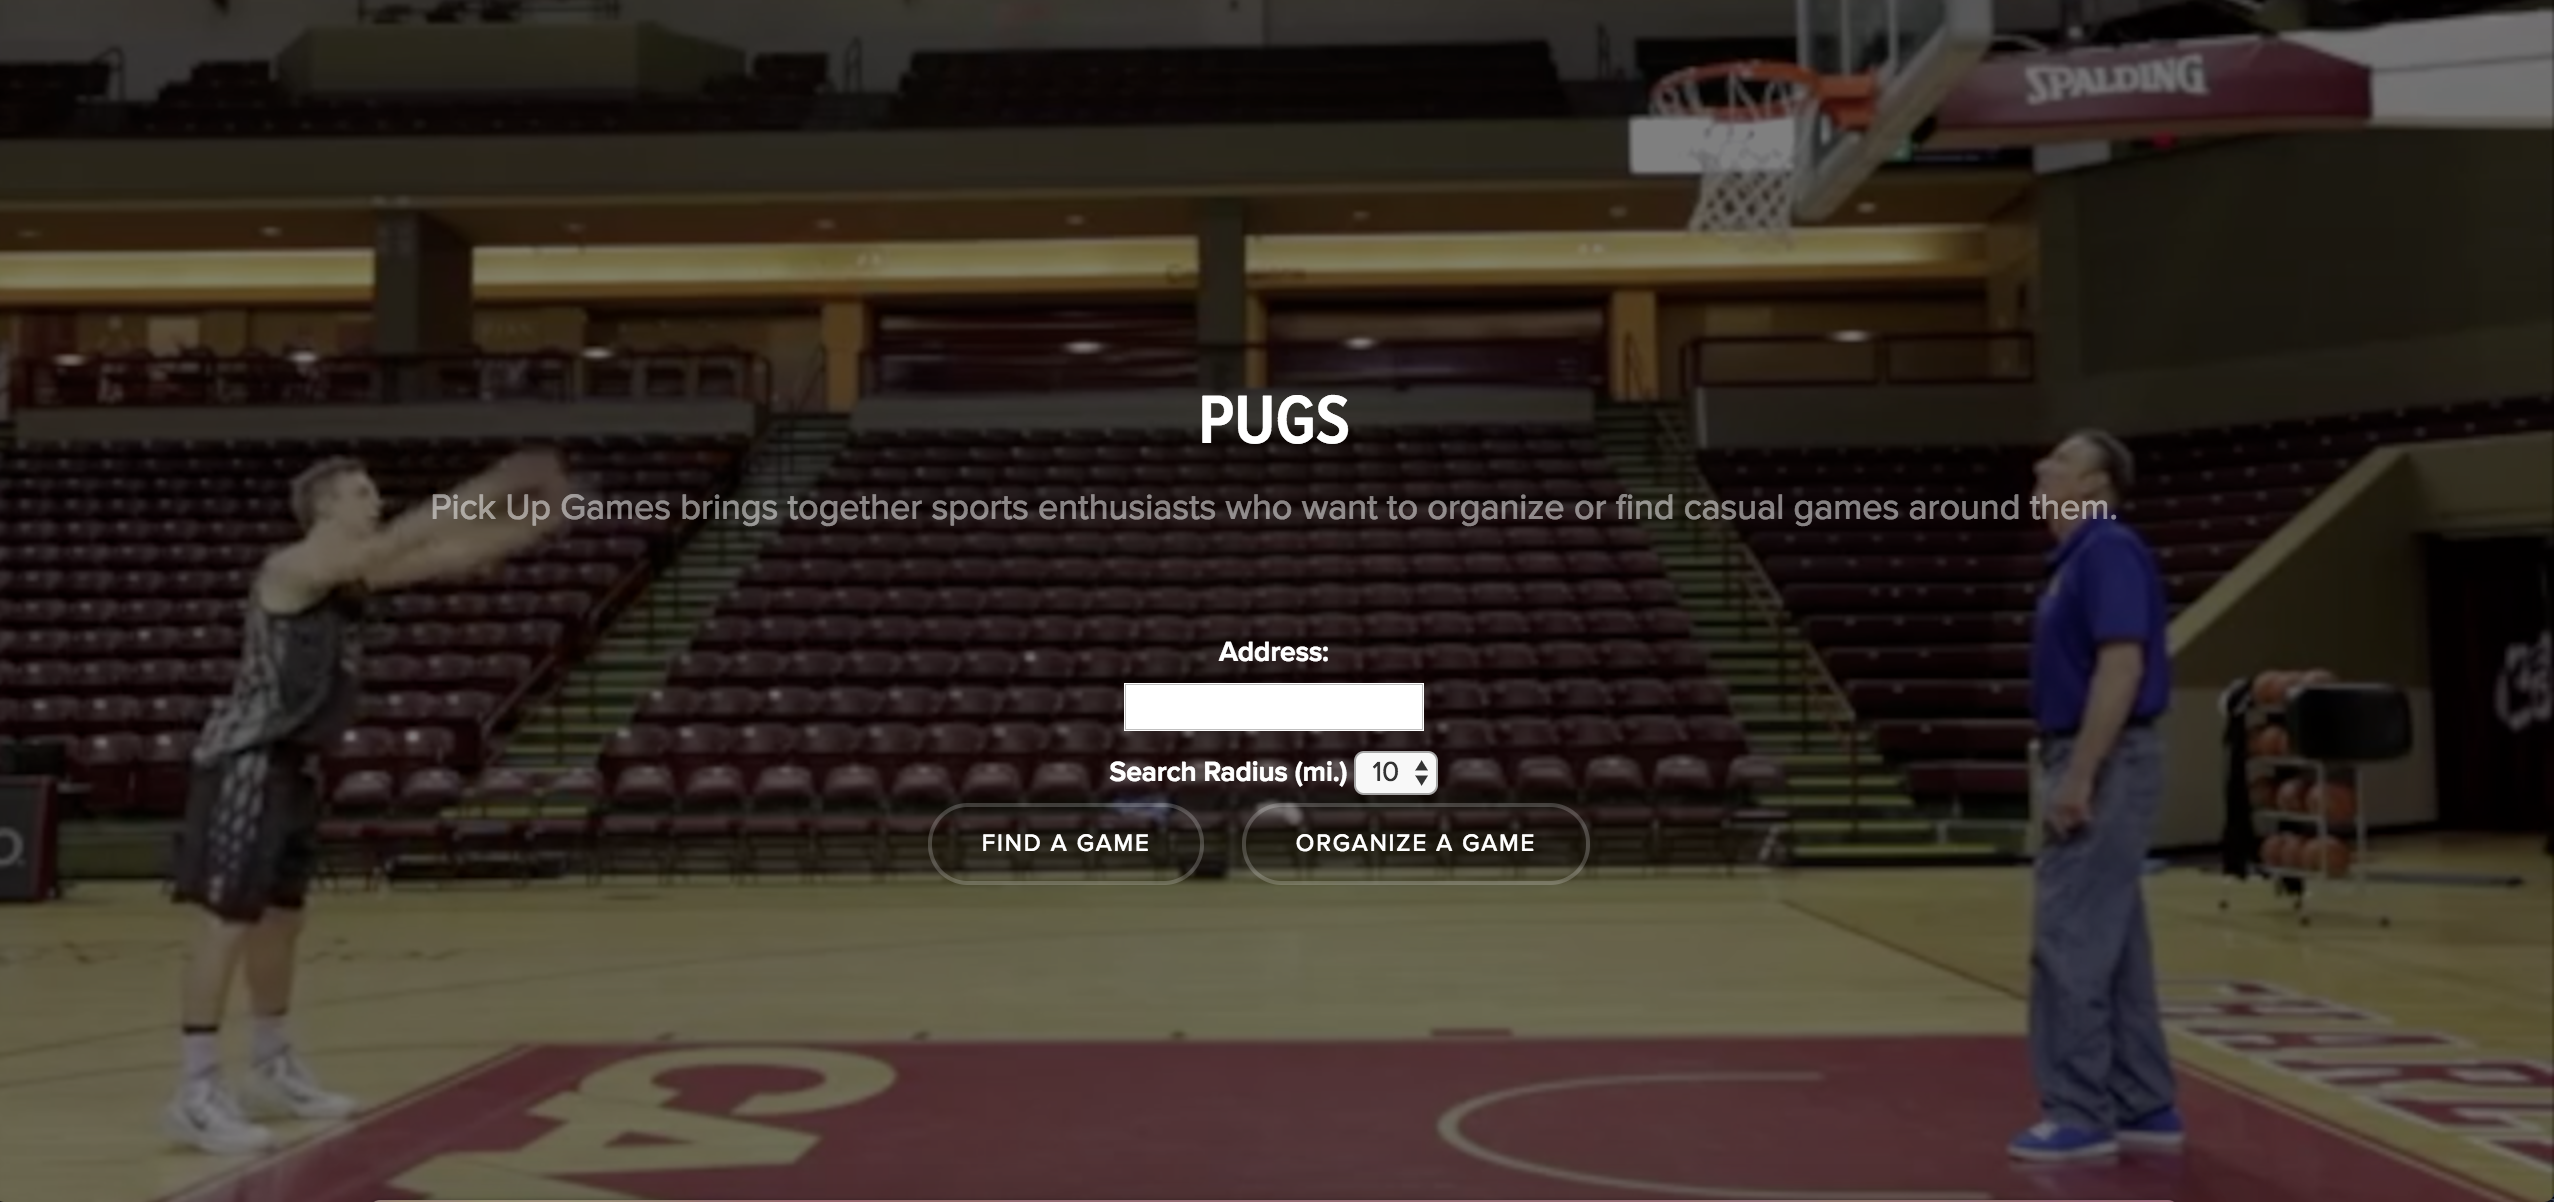 SPALDING
PUGS
Pick Up Games brings together sports enthusiasts who want to organize or find casual games around them.
Address:
Search Radius (mi.) 10
FIND A GAME
ORGANIZE A GAME
CA